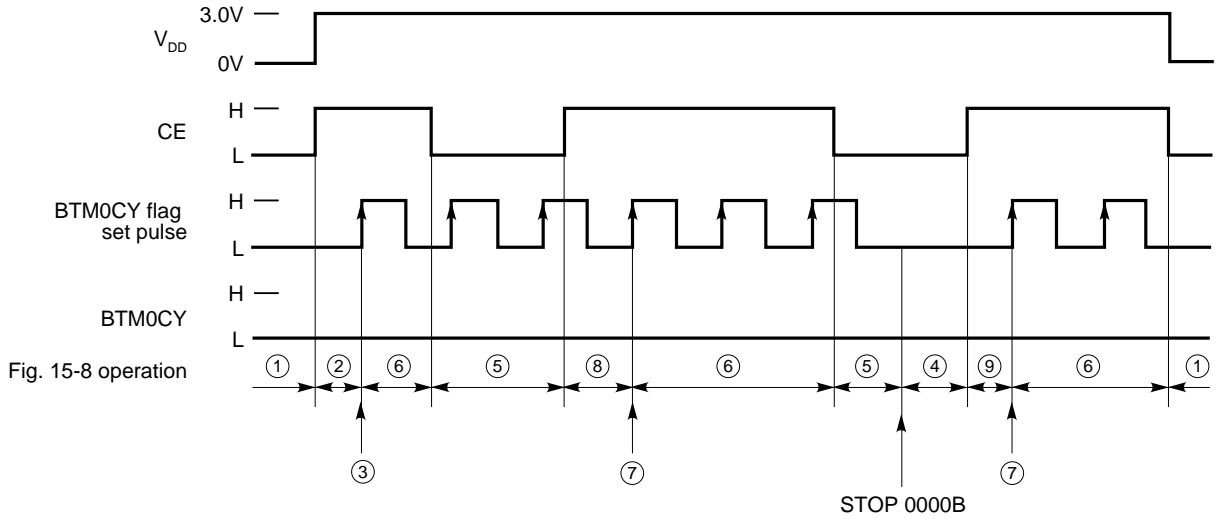 3.0V
V_DD
0V
H
CE
L
H
BTM0CY flag
set pulse
L
H
BTM0CY
L
Fig. 15-8 operation
① ② ⑥ ⑤ ⑧ ⑥ ⑤ ④ ⑨ ⑥ ①
③ ⑦ ⑦
STOP 0000B